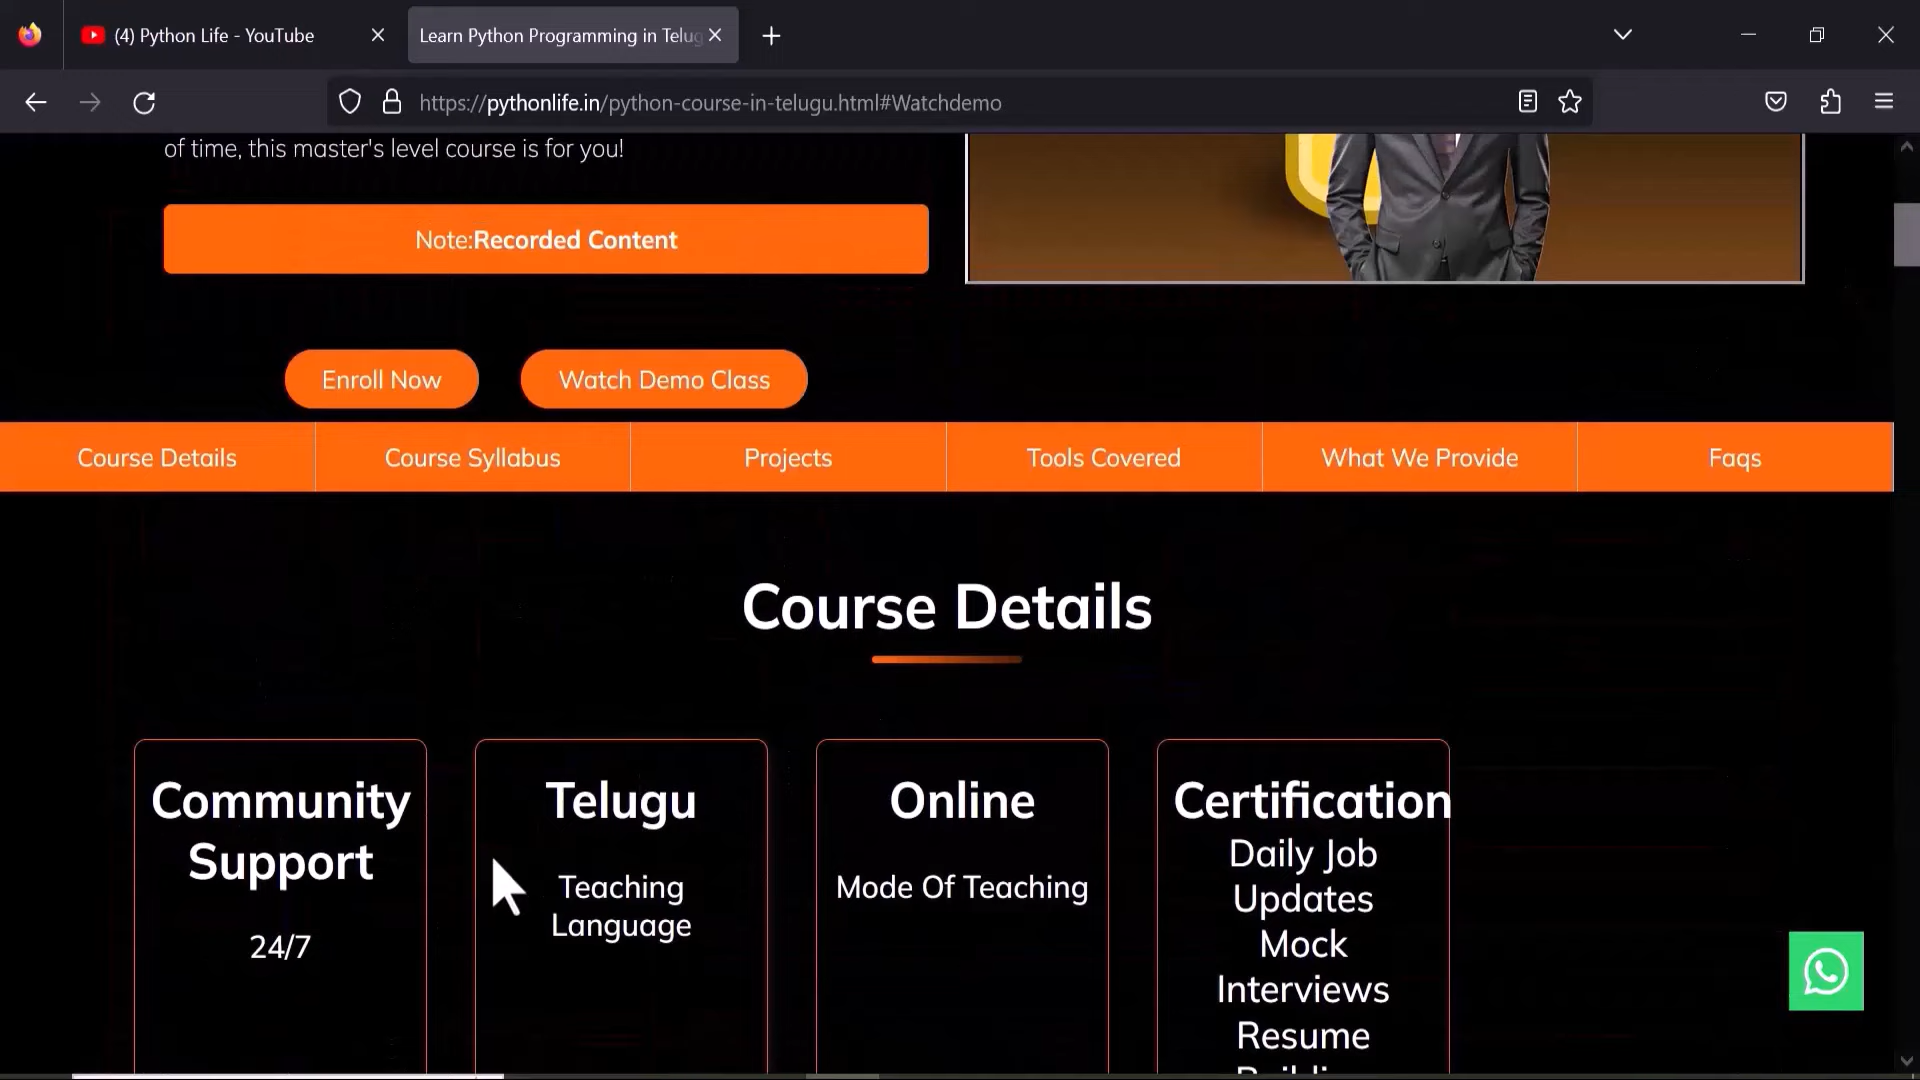 (4) Python Life - YouTube
Learn Python Programming in Telug
https://pythonlife.in/python-course-in-telugu.html#Watchdemo
of time, this master's level course is for you!
Note:Recorded Content
Enroll Now
Watch Demo Class
Course Details
Course Syllabus
Projects
Tools Covered
What We Provide
Faqs
Course Details
Community
Support
24/7
Telugu
Teaching
Language
Online
Mode Of Teaching
Certification
Daily Job
Updates
Mock
Interviews
Resume